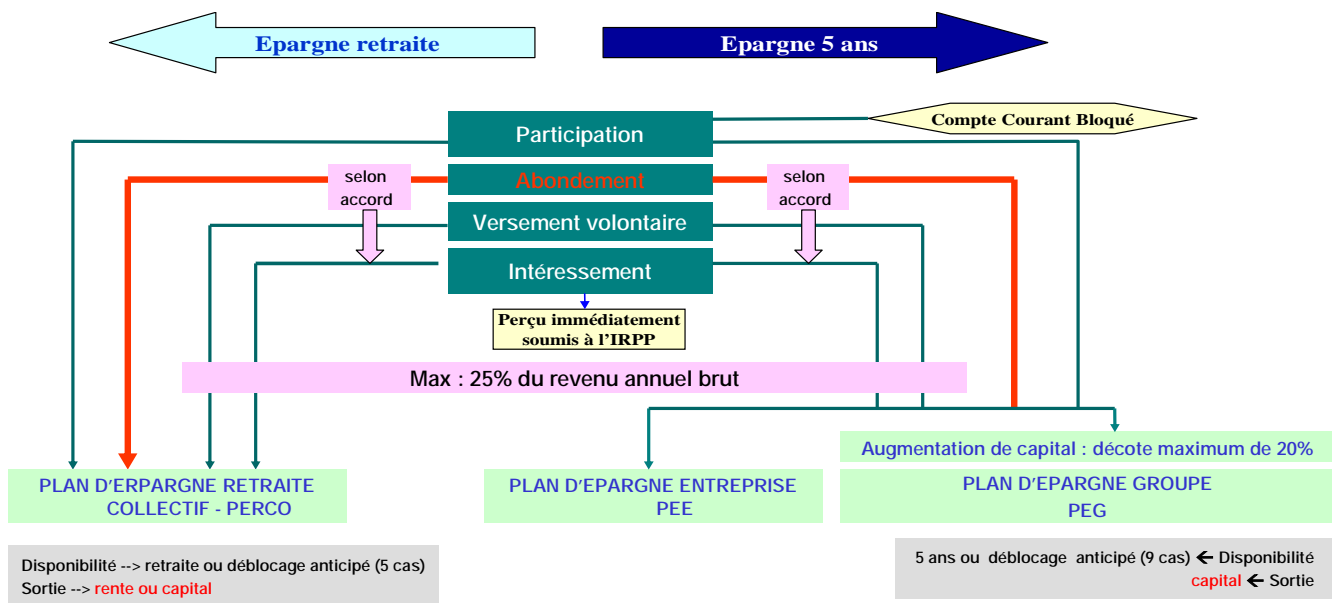 Epargne retraite
Epargne 5 ans
Participation
Compte Courant Bloqué
selon
accord
Abondement
selon
accord
Versement volontaire
Intéressement
Perçu immédiatement
soumis à l'IRPP
Max : 25% du revenu annuel brut
Augmentation de capital : décote maximum de 20%
PLAN D'ERPARGNE RETRAITE
COLLECTIF - PERCO
PLAN D'EPARGNE ENTREPRISE
PEE
PLAN D'EPARGNE GROUPE
PEG
Disponibilité --> retraite ou déblocage anticipé (5 cas)
Sortie --> rente ou capital
5 ans ou déblocage anticipé (9 cas) ← Disponibilité
capital ← Sortie